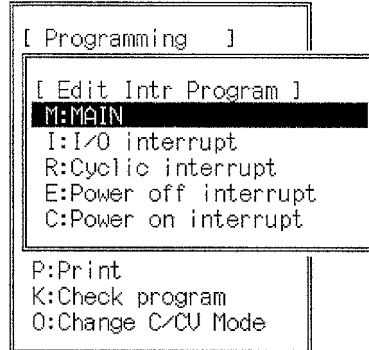 [ Programming ]
[ Edit Intr Program ]
M:MAIN
I:I/O interrupt
R:Cyclic interrupt
E:Power off interrupt
C:Power on interrupt
P:Print
K:Check program
O:Change C/CV Mode